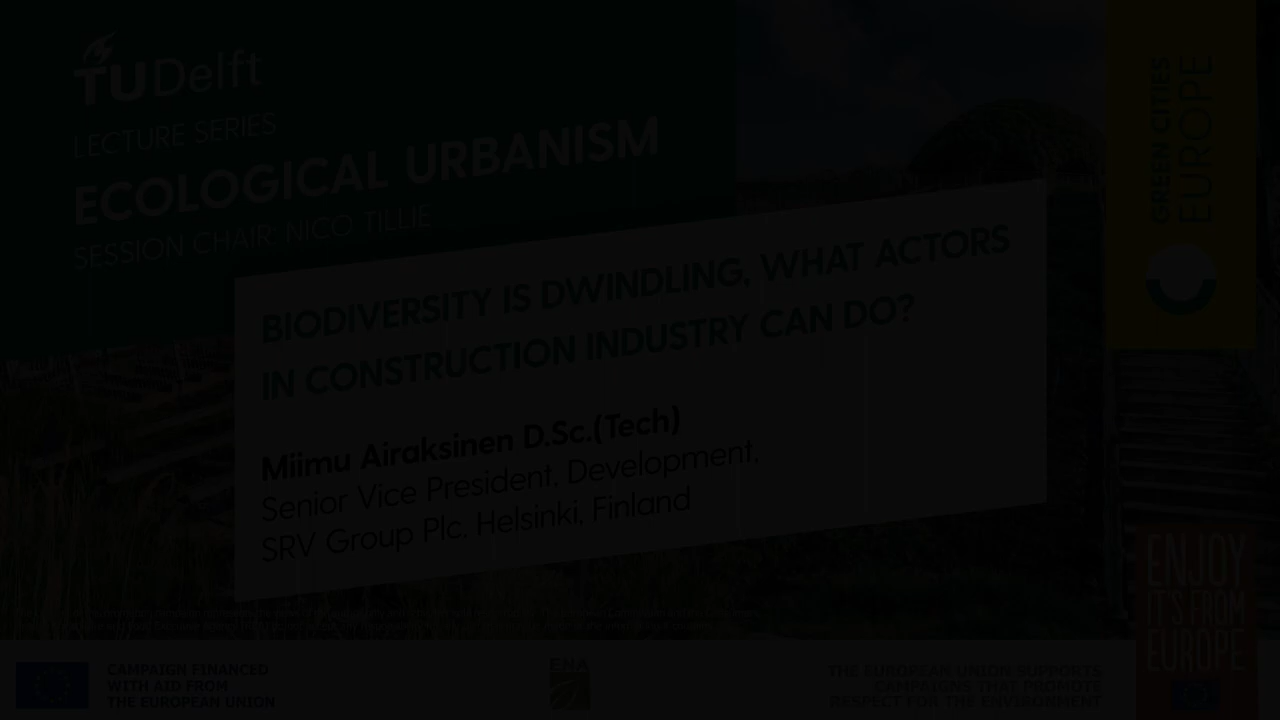 TUDelft
LECTURE SERIES
ECOLOGICAL URBANISM
SESSION CHAIR: NICO TILLIE
BIODIVERSITY IS DWINDLING, WHAT ACTORS
IN CONSTRUCTION INDUSTRY CAN DO?
Miimu Airaksinen D.Sc.(Tech)
Senior Vice President, Development,
SRV Group Plc, Helsinki, Finland
GREEN CITIES
EUROPE
ENJOY
IT'S FROM
EUROPE
CAMPAIGN FINANCED
WITH AID FROM
THE EUROPEAN UNION
ENA
THE EUROPEAN UNION SUPPORTS
CAMPAIGNS THAT PROMOTE
RESPECT FOR THE ENVIRONMENT